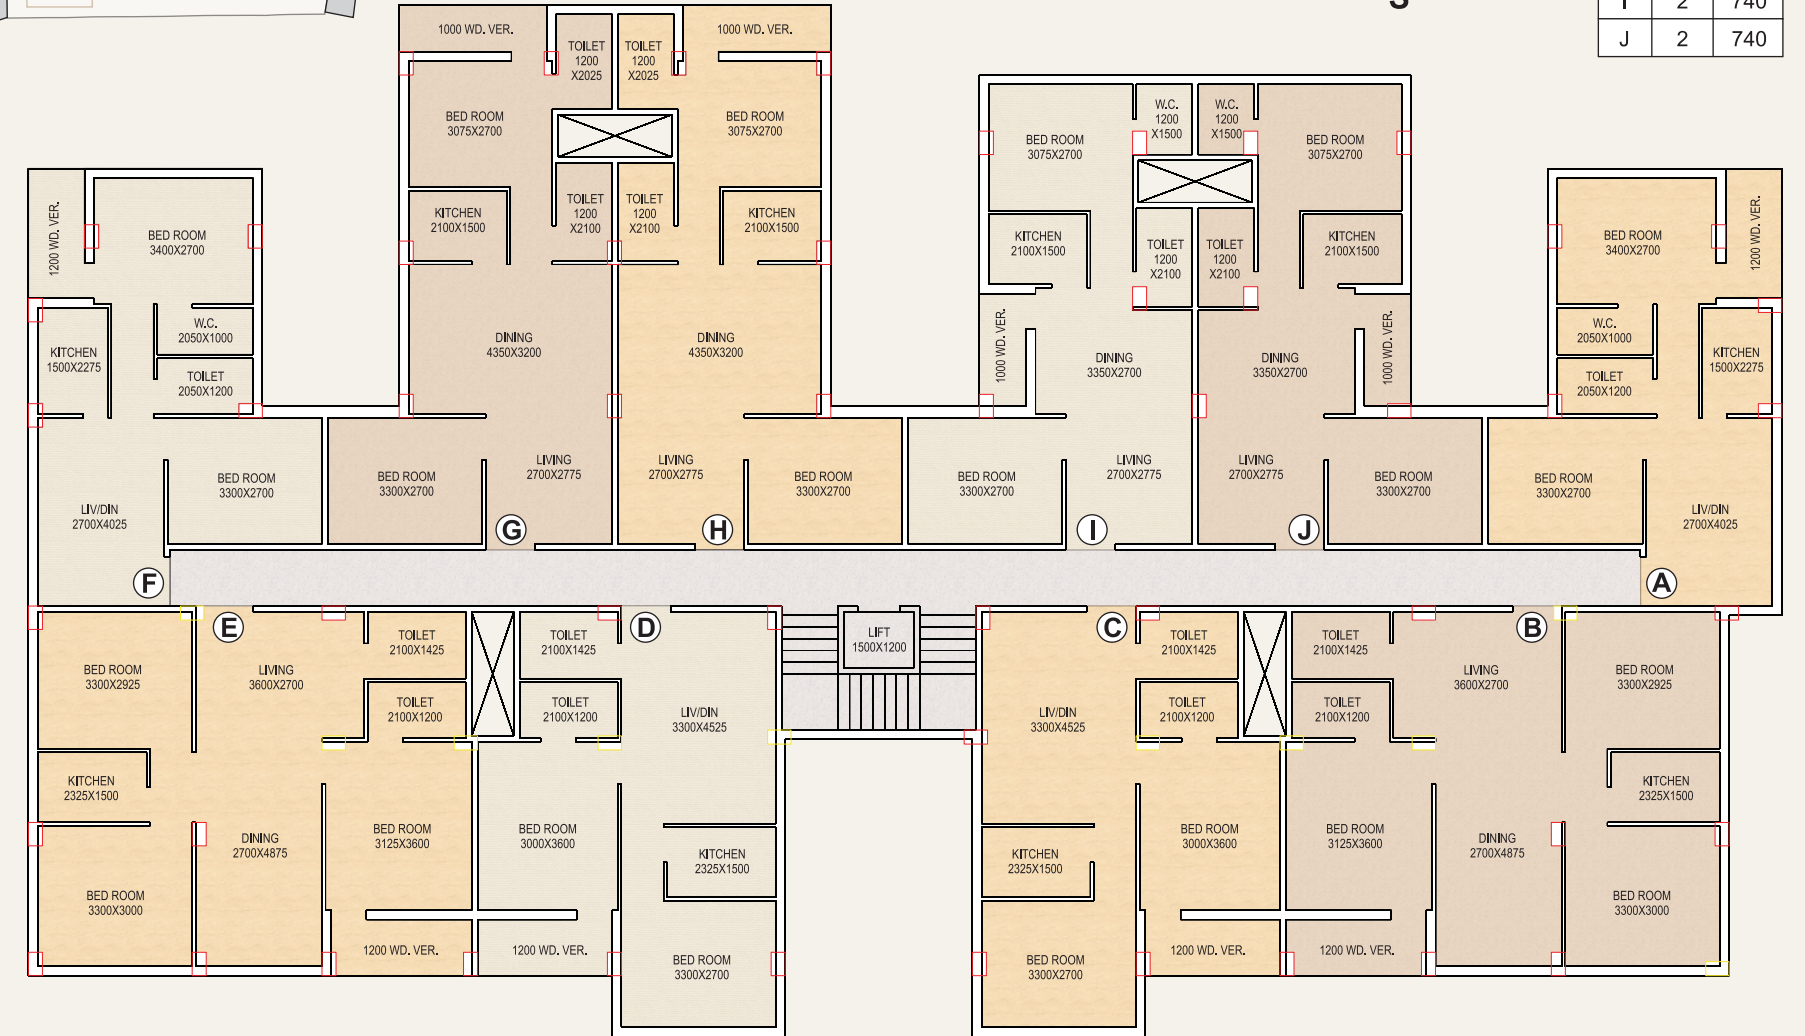 S
I 2 740
J 2 740
1000 WD. VER.
TOILET
1200
X2025
TOILET
1200
X2025
1000 WD. VER.
BED ROOM
3075X2700
BED ROOM
3075X2700
TOILET
1200
X2100
TOILET
1200
X2100
KITCHEN
2100X1500
KITCHEN
2100X1500
DINING
4350X3200
DINING
4350X3200
LIVING
2700X2775
LIVING
2700X2775
BED ROOM
3300X2700
BED ROOM
3300X2700
G
H
BED ROOM
3075X2700
W.C.
1200
X1500
W.C.
1200
X1500
BED ROOM
3075X2700
KITCHEN
2100X1500
TOILET
1200
X2100
TOILET
1200
X2100
KITCHEN
2100X1500
1000 WD. VER.
DINING
3350X2700
DINING
3350X2700
1000 WD. VER.
BED ROOM
3300X2700
LIVING
2700X2775
LIVING
2700X2775
BED ROOM
3300X2700
I
J
1200 WD. VER.
BED ROOM
3400X2700
W.C.
2050X1000
KITCHEN
1500X2275
TOILET
2050X1200
BED ROOM
3300X2700
LIV/DIN
2700X4025
F
BED ROOM
3400X2700
1200 WD. VER.
W.C.
2050X1000
KITCHEN
1500X2275
TOILET
2050X1200
BED ROOM
3300X2700
LIV/DIN
2700X4025
A
E
BED ROOM
3300X2925
LIVING
3600X2700
TOILET
2100X1425
TOILET
2100X1200
KITCHEN
2325X1500
DINING
2700X4875
BED ROOM
3125X3600
BED ROOM
3300X3000
1200 WD. VER.
D
TOILET
2100X1425
TOILET
2100X1200
LIV/DIN
3300X4525
BED ROOM
3000X3600
KITCHEN
2325X1500
1200 WD. VER.
BED ROOM
3300X2700
LIFT
1500X1200
C
TOILET
2100X1425
LIV/DIN
3300X4525
TOILET
2100X1200
KITCHEN
2325X1500
BED ROOM
3000X3600
1200 WD. VER.
BED ROOM
3300X2700
B
TOILET
2100X1425
LIVING
3600X2700
BED ROOM
3300X2925
TOILET
2100X1200
KITCHEN
2325X1500
BED ROOM
3125X3600
DINING
2700X4875
BED ROOM
3300X3000
1200 WD. VER.